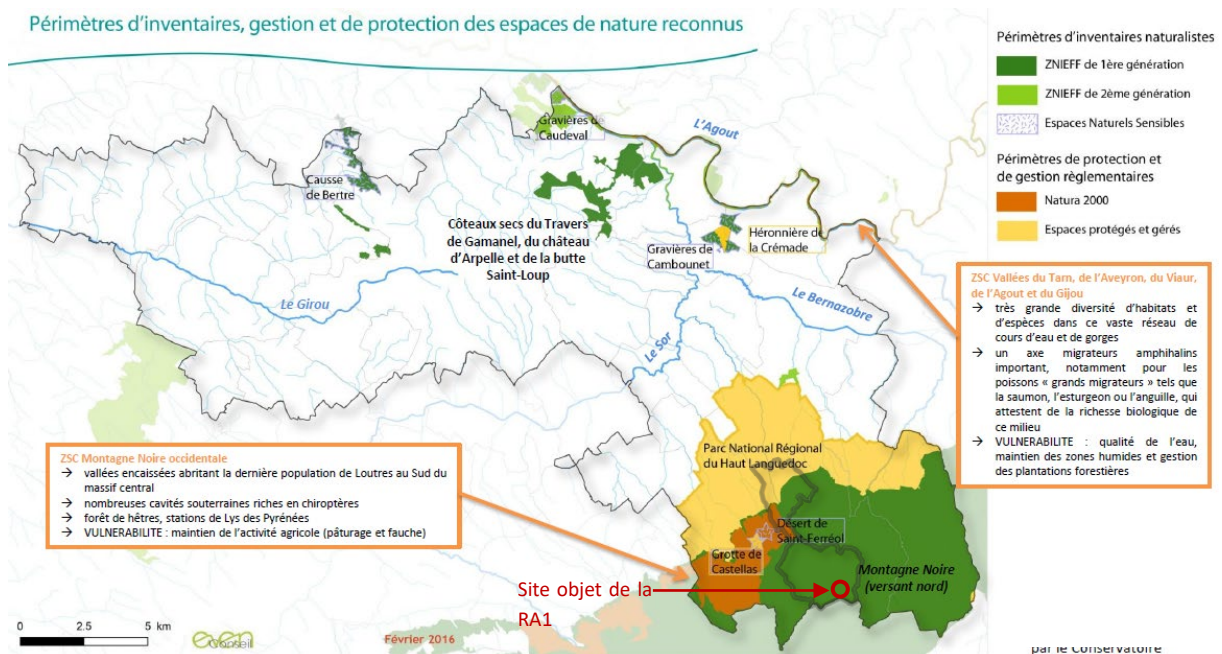 Périmètres d'inventaires, gestion et de protection des espaces de nature reconnus
Périmètres d'inventaires naturalistes
ZNIEFF de 1ère génération
ZNIEFF de 2ème génération
Espaces Naturels Sensibles
Périmètres de protection et
de gestion règlementaires
Natura 2000
Espaces protégés et gérés
Gravières de
Caudeval
L'Agout
Causse
de Bertre
Côteaux secs du Travers
de Gamanel, du château
d'Arpelle et de la butte
Saint-Loup
Gravières de
Cambounet
Héronnière de
la Crémade
Le Girou
Le Sor
Le Bernazobre
ZSC Vallées du Tarn, de l'Aveyron, du Viaur,
de l'Agout et du Gijou
→ très grande diversité d'habitats et
d'espèces dans ce vaste réseau de
cours d'eau et de gorges
→ un axe migrateurs amphihalins
important, notamment pour les
poissons « grands migrateurs » tels que
la saumon, l'esturgeon ou l'anguille, qui
attestent de la richesse biologique de
ce milieu
→ VULNERABILITE : qualité de l'eau,
maintien des zones humides et gestion
des plantations forestières
ZSC Montagne Noire occidentale
→ vallées encaissées abritant la dernière population de Loutres au Sud du
massif central
→ nombreuses cavités souterraines riches en chiroptères
→ forêt de hêtres, stations de Lys des Pyrénées
→ VULNERABILITE : maintien de l'activité agricole (pâturage et fauche)
Parc National Régional
du Haut Languedoc
Désert de
Saint-Ferréol
Grotte de
Castellas
Montagne Noire
(versant nord)
Site objet de la
RA1
0 2.5 5 km
even
Conseil
Février 2016
par le Conservatoire